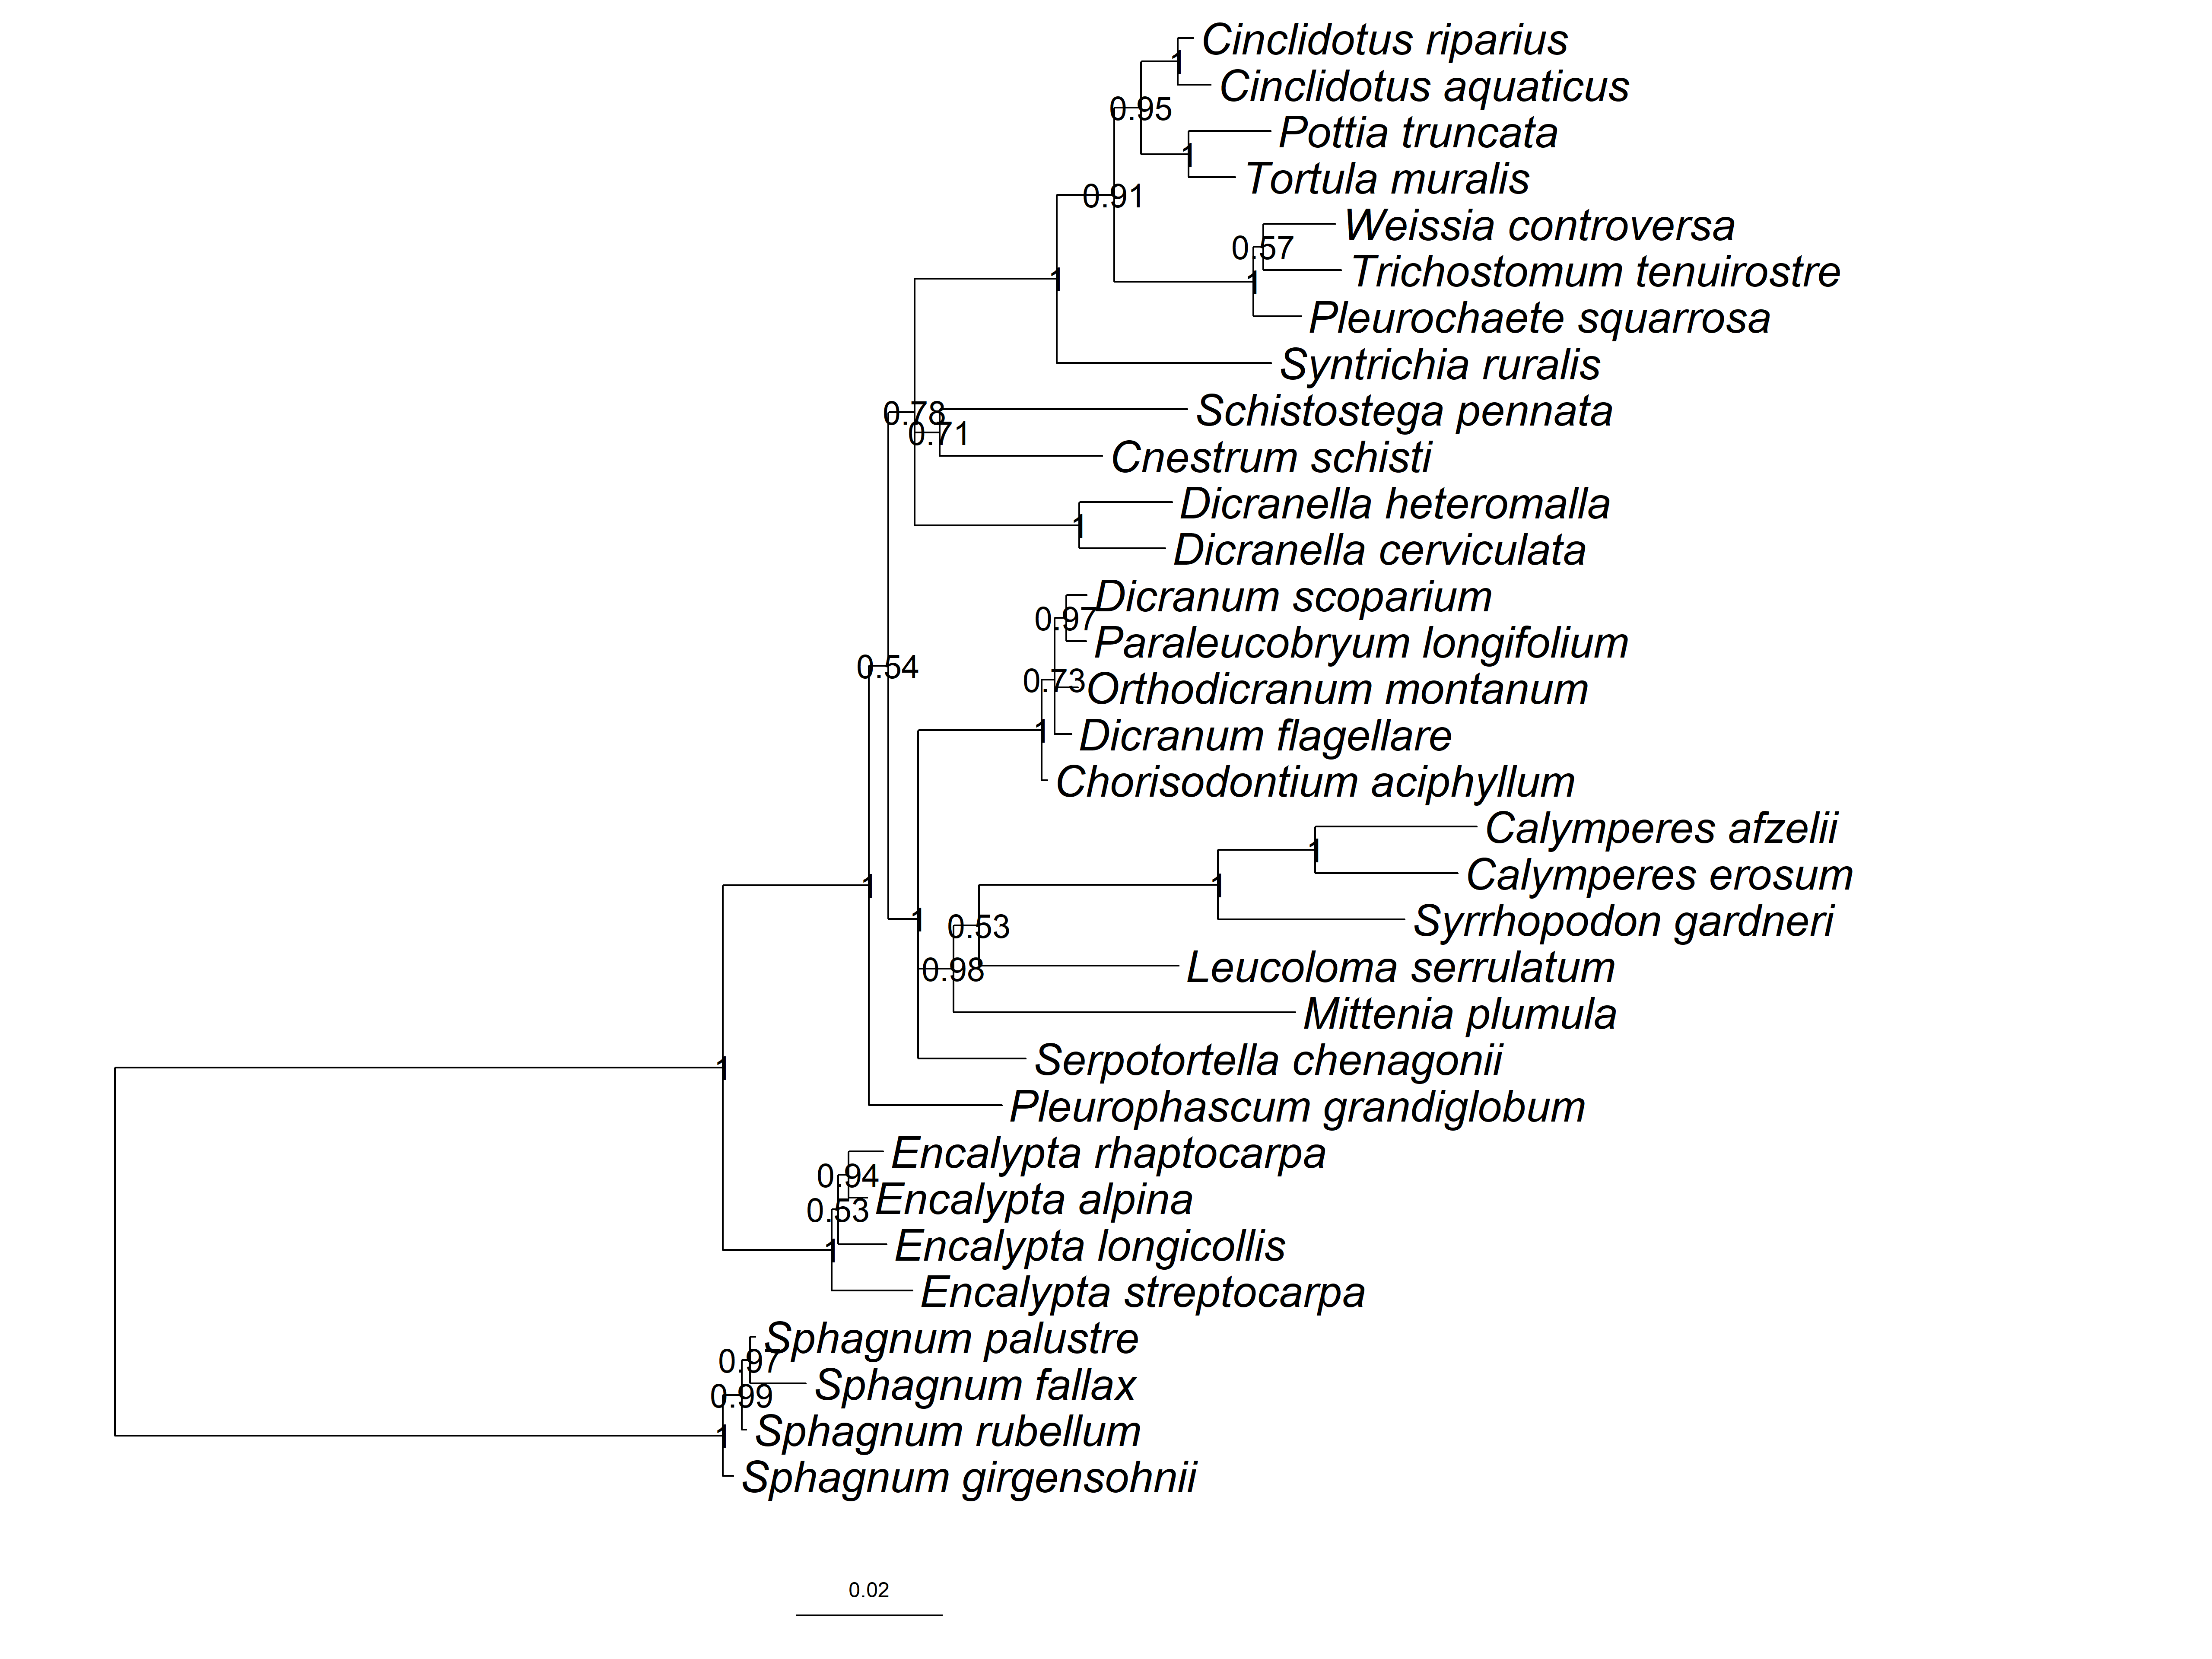 Cinclidotus riparius
1
Cinclidotus aquaticus
0.95
Pottia truncata
1
Tortula muralis
0.91
Weissia controversa
0.57
Trichostomum tenuirostre
1
Pleurochaete squarrosa
1
Syntrichia ruralis
0.78
Schistostega pennata
0.71
Cnestrum schisti
Dicranella heteromalla
1
Dicranella cerviculata
Dicranum scoparium
0.97
Paraleucobryum longifolium
0.54
0.73
Orthodicranum montanum
1
Dicranum flagellare
Chorisodontium aciphyllum
Calymperes afzelii
1
Calymperes erosum
1
1
Syrrhopodon gardneri
1
0.53
Leucoloma serrulatum
0.98
Mittenia plumula
Serpotortella chenagonii
1
Pleurophascum grandiglobum
Encalypta rhaptocarpa
0.94
Encalypta alpina
0.53
Encalypta longicollis
1
Encalypta streptocarpa
Sphagnum palustre
0.97
Sphagnum fallax
0.99
Sphagnum rubellum
1
Sphagnum girgensohnii
0.02